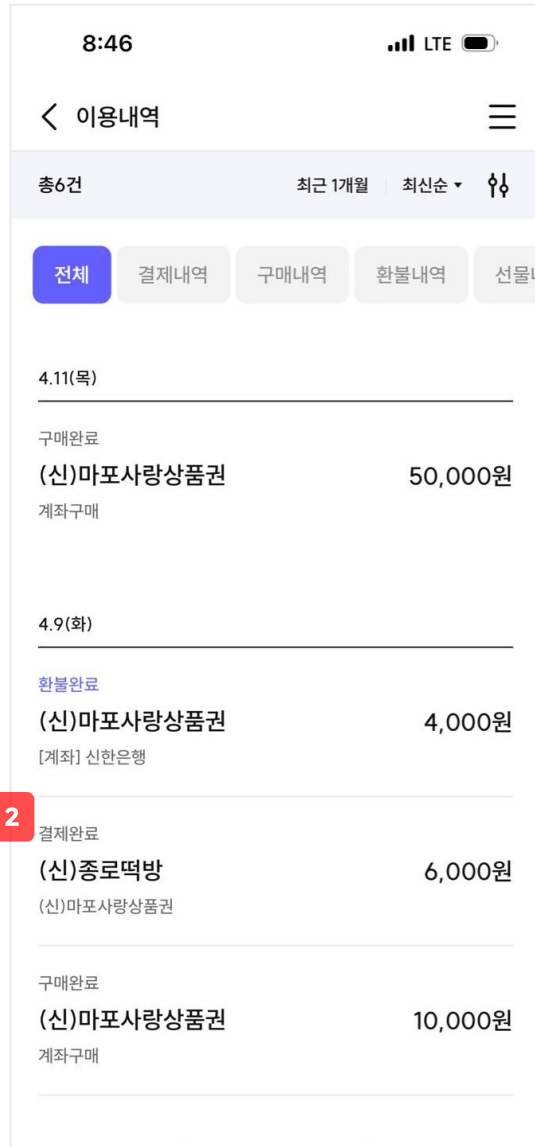 8:46 LTE
이용내역
총6건 최근 1개월 최신순
전체 결제내역 구매내역 환불내역 선물
4.11(목)
구매완료
(신)마포사랑상품권 50,000원
계좌구매
4.9(화)
환불완료
(신)마포사랑상품권 4,000원
[계좌] 신한은행
2
결제완료
(신)종로떡방 6,000원
(신)마포사랑상품권
구매완료
(신)마포사랑상품권 10,000원
계좌구매